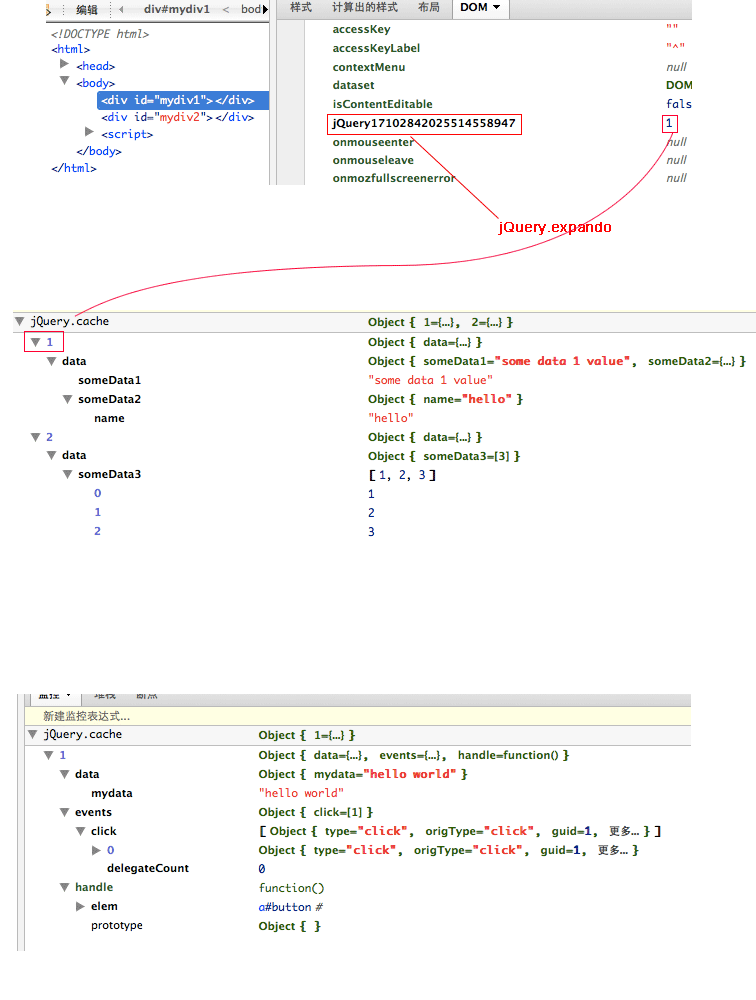 编辑 div#mydiv1 < bod
<!DOCTYPE html>
<html>
<head>
<body>
<div id="mydiv1"></div>
<div id="mydiv2"></div>
<script>
</body>
</html>
样式 计算出的样式 布局 DOM
accessKey ""
accessKeyLabel "^"
contextMenu null
dataset DOM
isContentEditable fals
jQuery17102842025514558947 1
onmouseenter null
onmouseleave null
onmozfullscreenerror null
jQuery.expando
jQuery.cache Object { 1={…}, 2={…} }
1 Object { data={…} }
data Object { someData1="some data 1 value", someData2={…} }
someData1 "some data 1 value"
someData2 Object { name="hello" }
name "hello"
2 Object { data={…} }
data Object { someData3=[3] }
someData3 [ 1, 2, 3 ]
0 1
1 2
2 3
监控 堆栈 断点
新建监控表达式...
jQuery.cache Object { 1={…} }
1 Object { data={…}, events={…}, handle=function() }
data Object { mydata="hello world" }
mydata "hello world"
events Object { click=[1] }
click [ Object { type="click", origType="click", guid=1, 更多… } ]
0 Object { type="click", origType="click", guid=1, 更多… }
delegateCount 0
handle function()
elem a#button #
prototype Object { }